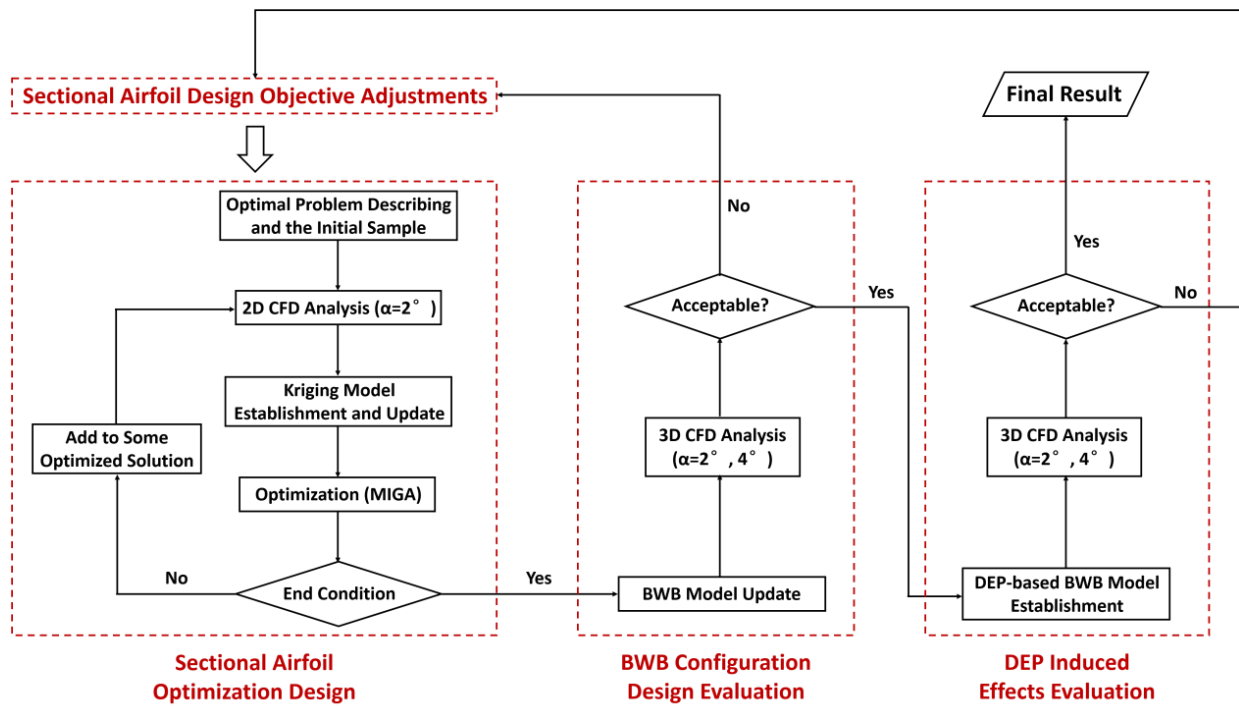 Sectional Airfoil Design Objective Adjustments
Optimal Problem Describing
and the Initial Sample
2D CFD Analysis (α=2°)
Kriging Model
Establishment and Update
Add to Some
Optimized Solution
Optimization (MIGA)
No
End Condition
Yes
Sectional Airfoil
Optimization Design
No
Acceptable?
Yes
3D CFD Analysis
(α=2°, 4°)
BWB Model Update
BWB Configuration
Design Evaluation
Final Result
Yes
Acceptable?
No
3D CFD Analysis
(α=2°, 4°)
DEP-based BWB Model
Establishment
DEP Induced
Effects Evaluation